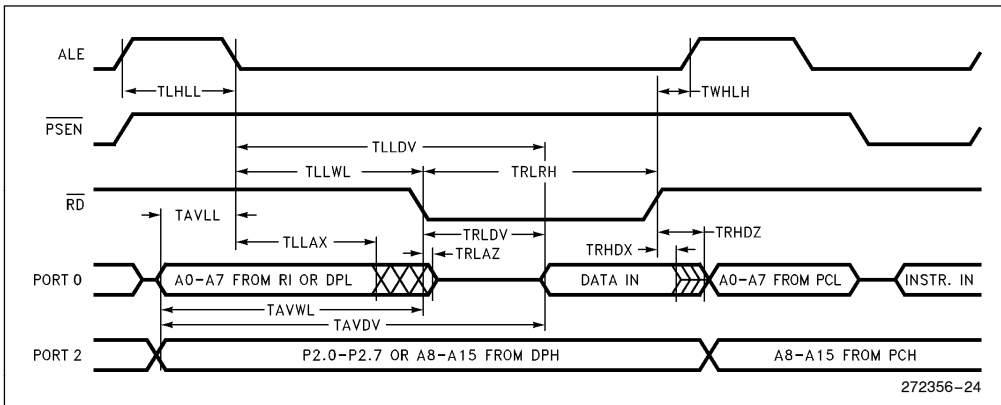 ALE
TLHLL
TWHLH
PSEN
TLLDV
TLLWL
TRLRH
RD
TAVLL
TRLDV
TRHDZ
TLLAX
TRLAZ
TRHDX
PORT 0
A0-A7 FROM RI OR DPL
DATA IN
A0-A7 FROM PCL
INSTR. IN
TAVWL
TAVDV
PORT 2
P2.0-P2.7 OR A8-A15 FROM DPH
A8-A15 FROM PCH
272356-24